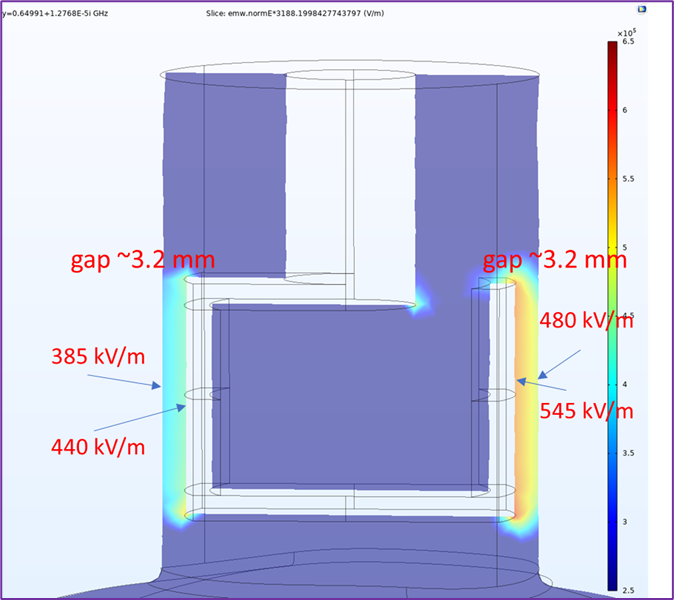 y=0.64991+1.2768E-5i GHz
Slice: emw.normE*3188.1998427743797 (V/m)
×10⁵
6.5
6
5.5
gap ~3.2 mm
gap ~3.2 mm
5
480 kV/m
385 kV/m
4
545 kV/m
440 kV/m
3.5
3
2.5